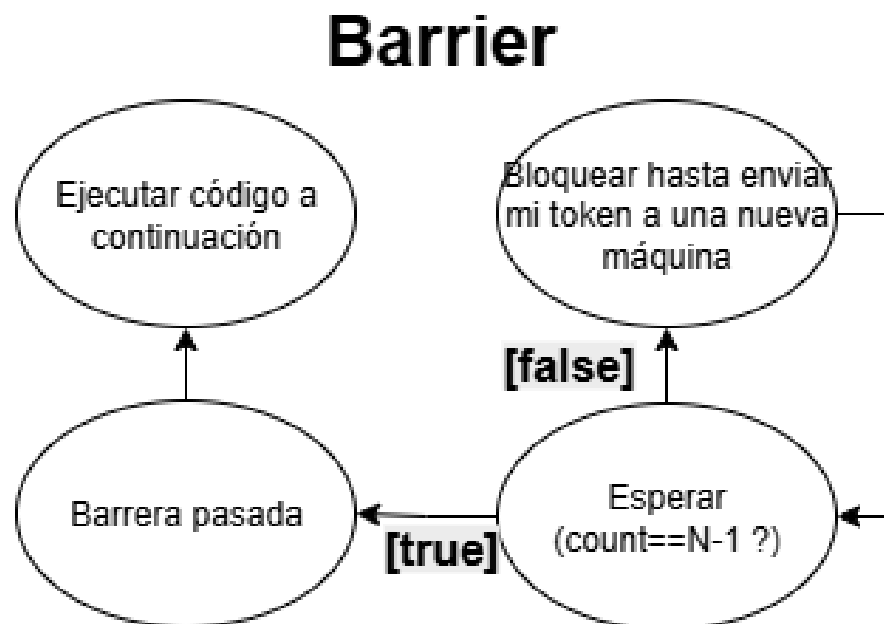 Barrier
Ejecutar código a
continuación
Bloquear hasta enviar
mi token a una nueva
máquina
[false]
Barrera pasada
[true]
Esperar
(count==N-1 ?)